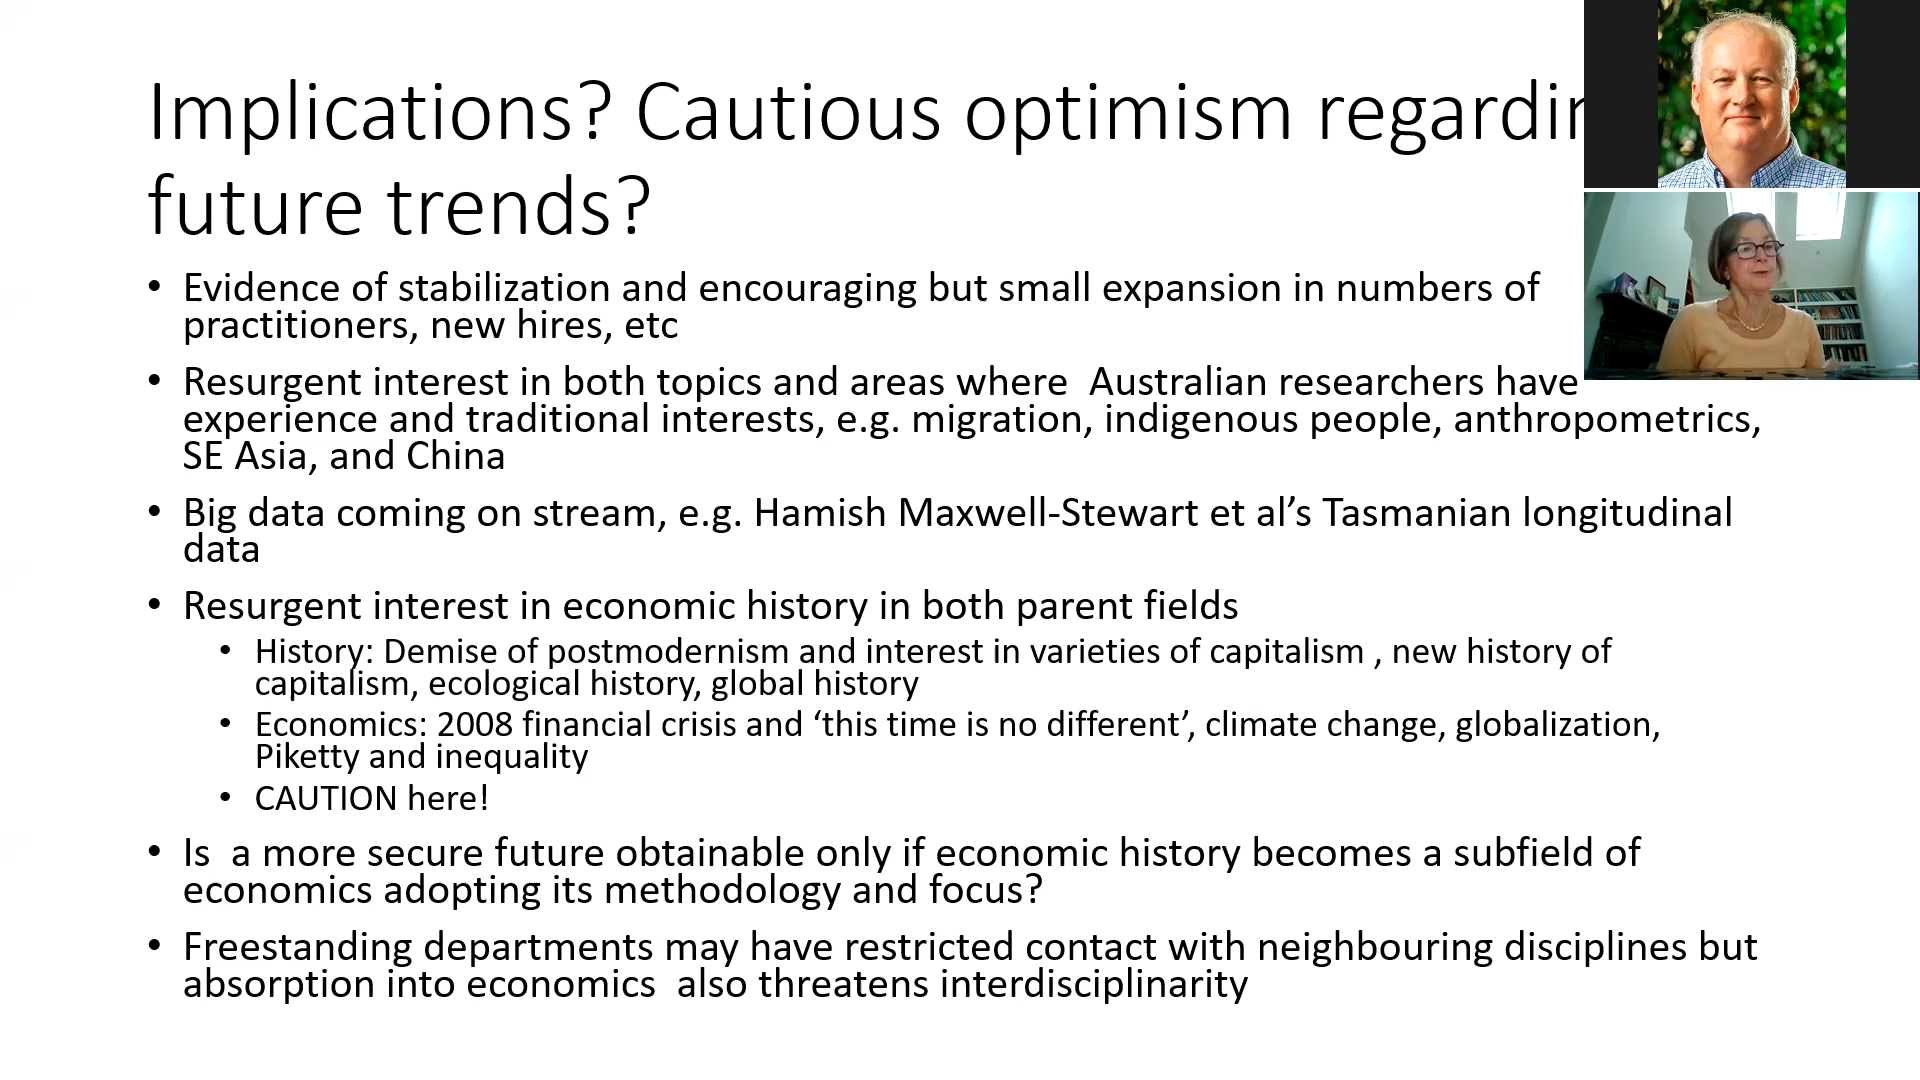 Implications? Cautious optimism regardin
future trends?
• Evidence of stabilization and encouraging but small expansion in numbers of
practitioners, new hires, etc
• Resurgent interest in both topics and areas where  Australian researchers have
experience and traditional interests, e.g. migration, indigenous people, anthropometrics,
SE Asia, and China
• Big data coming on stream, e.g. Hamish Maxwell-Stewart et al’s Tasmanian longitudinal
data
• Resurgent interest in economic history in both parent fields
• History: Demise of postmodernism and interest in varieties of capitalism , new history of
capitalism, ecological history, global history
• Economics: 2008 financial crisis and ‘this time is no different’, climate change, globalization,
Piketty and inequality
• CAUTION here!
• Is  a more secure future obtainable only if economic history becomes a subfield of
economics adopting its methodology and focus?
• Freestanding departments may have restricted contact with neighbouring disciplines but
absorption into economics  also threatens interdisciplinarity